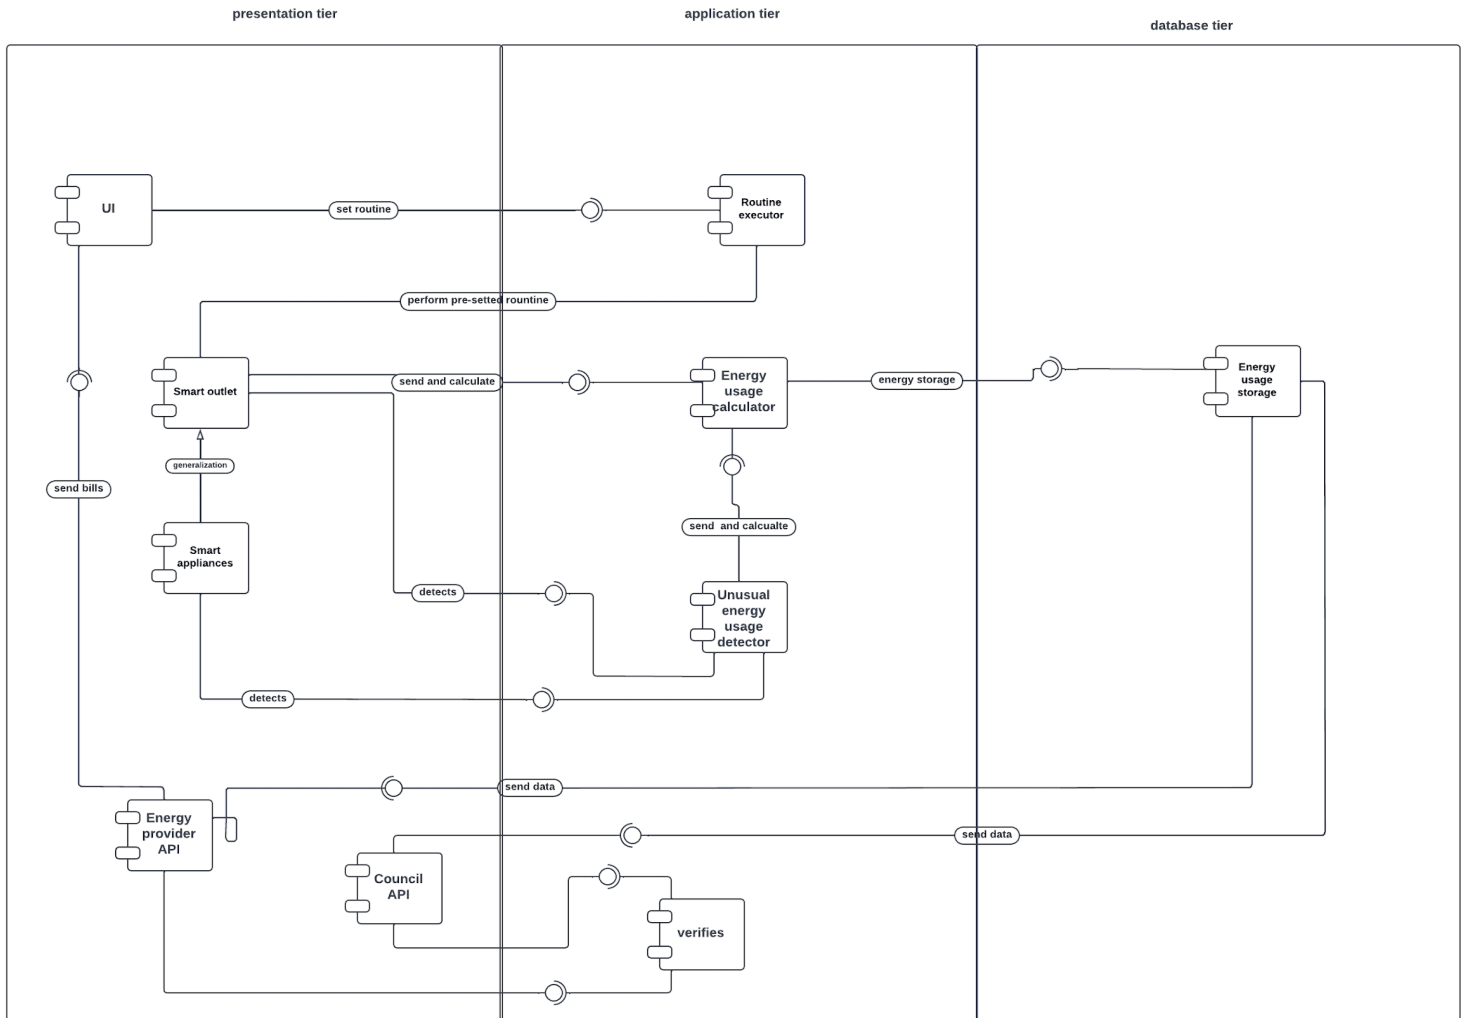 presentation tier
application tier
database tier
UI
set routine
Routine
executor
perform pre-setted rountine
Smart outlet
send and calculate
Energy
usage
calculator
energy storage
Energy
usage
storage
generalization
send bills
send  and calcualte
Smart
appliances
detects
Unusual
energy
usage
detector
detects
send data
Energy
provider
API
send data
Council
API
verifies